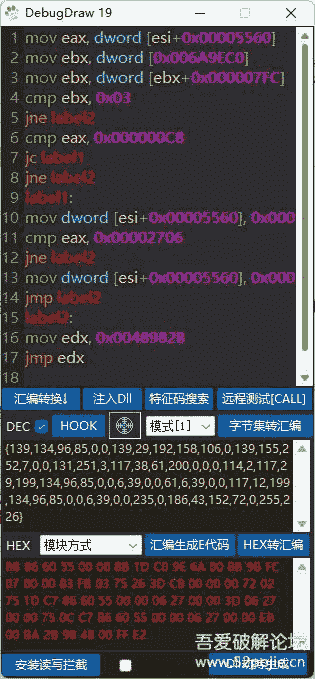 DebugDraw 19
1 mov eax, dword [esi+0x00005560]
2 mov ebx, dword [0x006A9EC0]
3 mov ebx, dword [ebx+0x000007FC]
4 cmp ebx, 0x03
5 jne label2
6 cmp eax, 0x000000C8
7 jc label1
8 jne label2
9 label1:
10 mov dword [esi+0x00005560], 0x000
11 cmp eax, 0x00002706
12 jne label2
13 mov dword [esi+0x00005560], 0x000
14 jmp label2
15 label2:
16 mov edx, 0x0048982B
17 jmp edx
18
汇编转换↓ 注入Dll 特征码搜索 远程测试[CALL]
DEC HOOK 模式[1] 字节集转汇编
{139,134,96,85,0,0,139,29,192,158,106,0,139,155,2
52,7,0,0,131,251,3,117,38,61,200,0,0,0,114,2,117,2
9,199,134,96,85,0,0,6,39,0,0,61,6,39,0,0,117,12,199
,134,96,85,0,0,6,39,0,0,235,0,186,43,152,72,0,255,2
26}
HEX 模块方式 汇编生成E代码 HEX转汇编
8B 86 60 55 00 00 8B 1D C0 9E 6A 00 8B 9B FC
07 00 00 83 FB 03 75 26 3D C8 00 00 00 72 02
75 1D C7 86 60 55 00 00 06 27 00 00 3D 06 27
00 00 75 0C C7 86 60 55 00 00 06 27 00 00 EB
00 BA 2B 98 48 00 FF E2
吾爱破解论坛
安装读写拦截
www.52pojie.cn